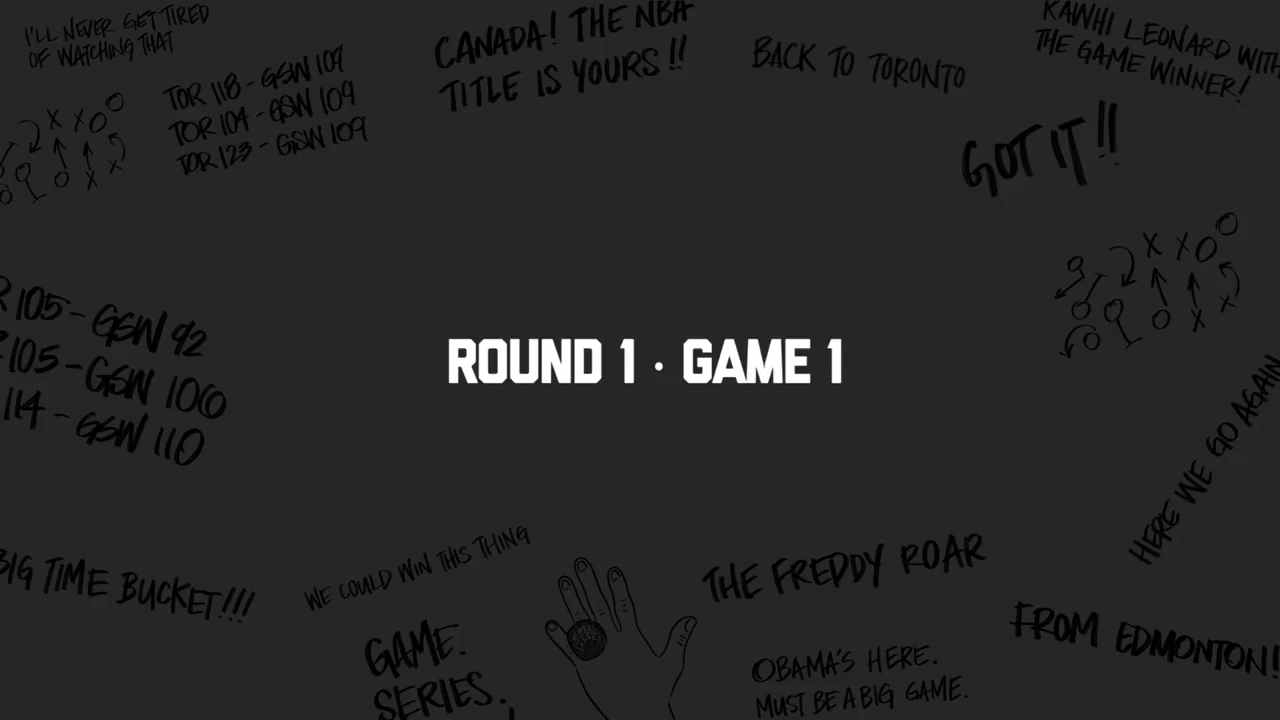 I'LL NEVER GET TIRED
OF WATCHING THAT
TOR 118 - GSW 109
TOR 104 - GSW 109
TOR 123 - GSW 109
CANADA! THE NBA
TITLE IS YOURS!!
BACK TO TORONTO
KAWHI LEONARD WITH
THE GAME WINNER!
GOT IT!!
R 105 - GSW 92
105 - GSW 106
114 - GSW 110
ROUND 1 · GAME 1
HERE WE GO AGAIN
BIG TIME BUCKET!!!
WE COULD WIN THIS THING
THE FREDDY ROAR
FROM EDMONTON!
GAME.
SERIES.
OBAMA'S HERE.
MUST BE A BIG GAME.